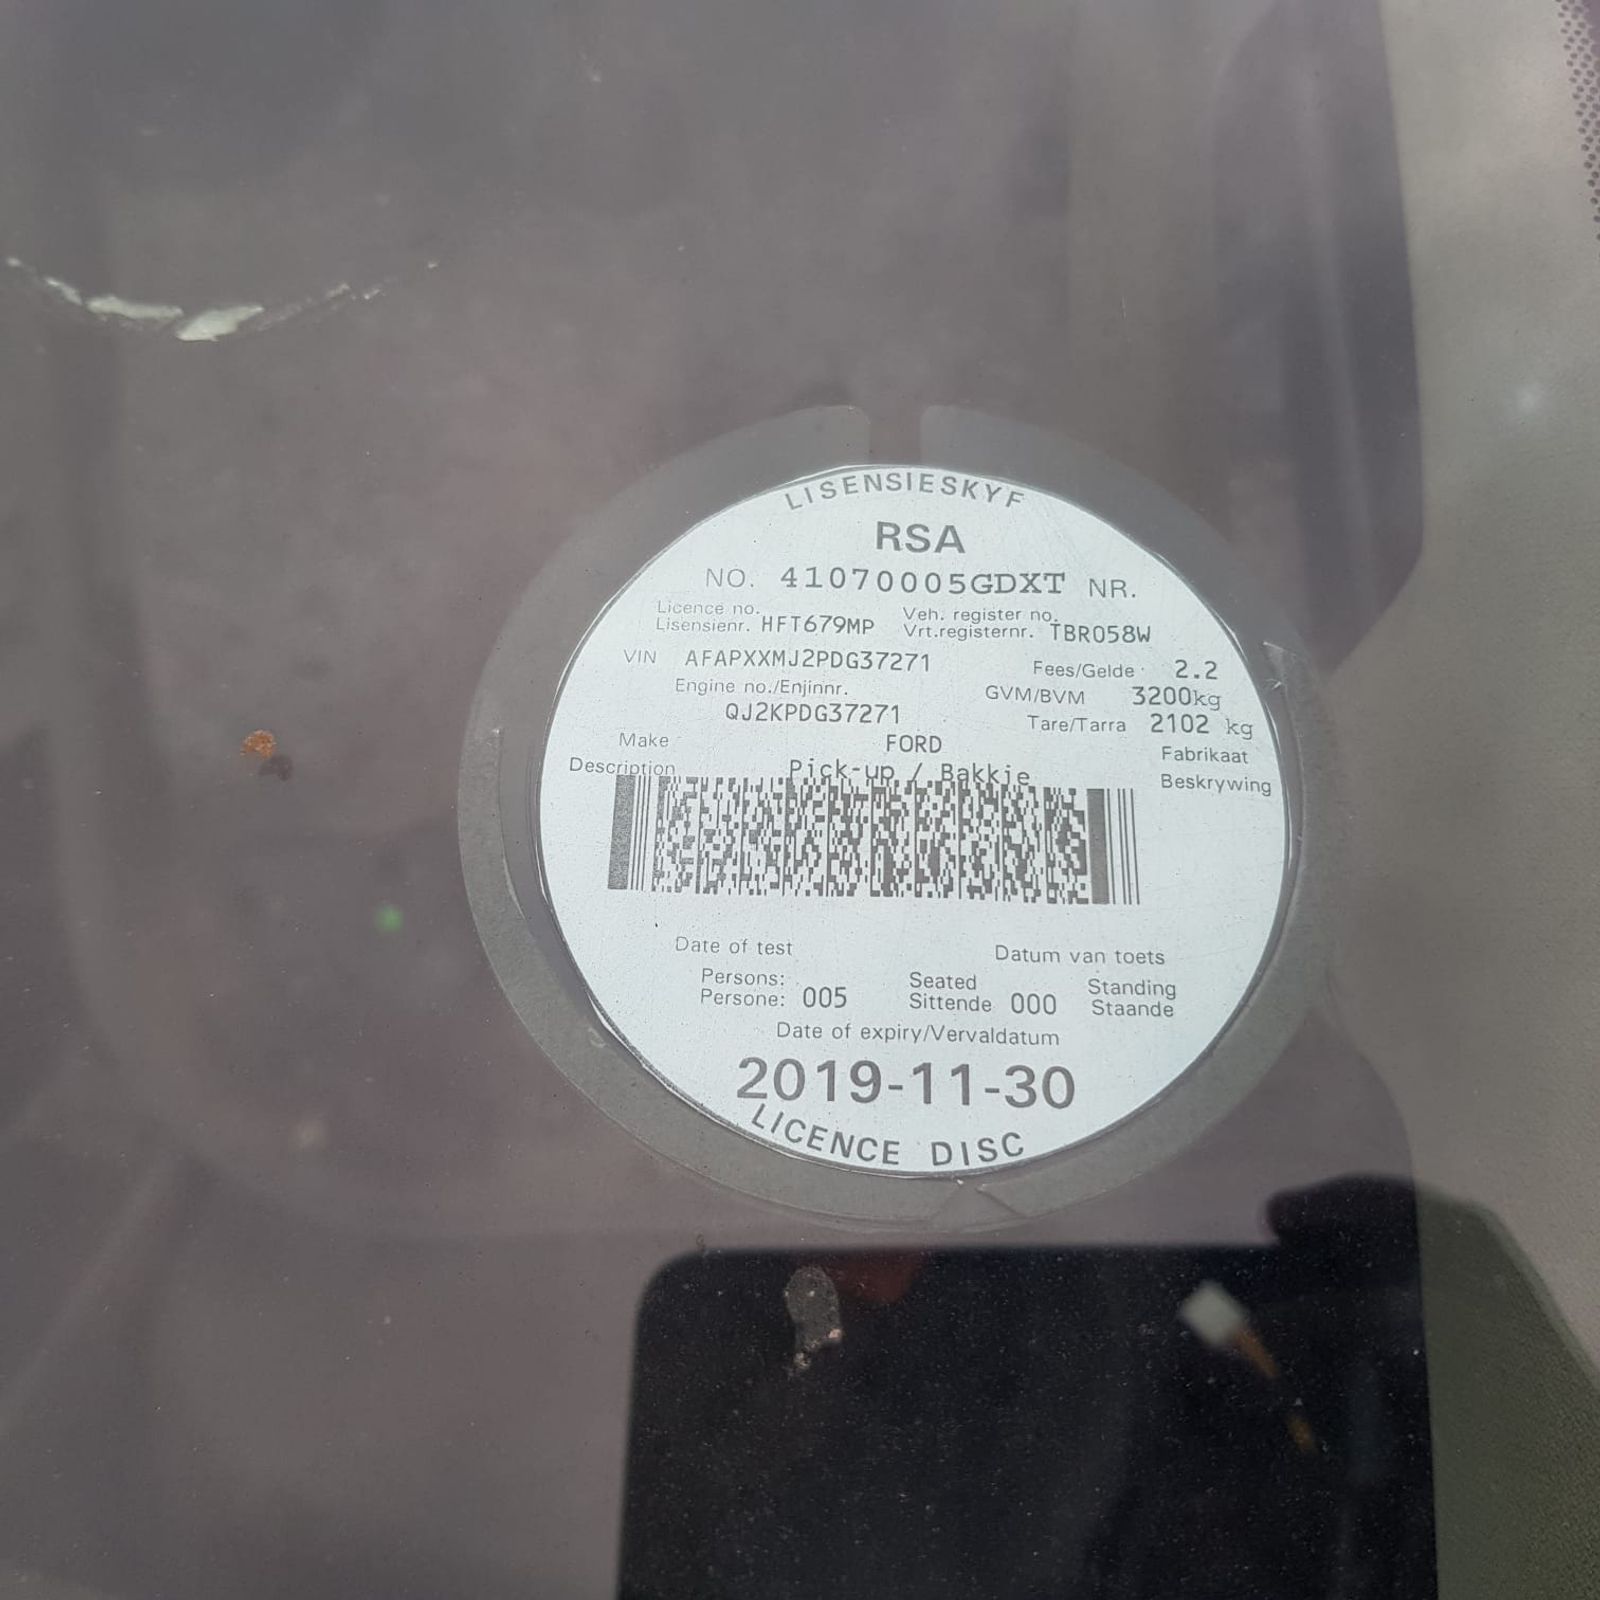 LISENSIESKYF
RSA
NO. 41070005GDXT NR.
Licence no. Veh. register no.
Lisensienr. HFT679MP Vrt.registernr. TBR058W
VIN AFAPXXMJ2PDG37271 Fees/Gelde 2.2
Engine no./Enjinnr. GVM/BVM 3200kg
QJ2KPDG37271 Tare/Tarra 2102 kg
Make FORD Fabrikaat
Description Pick-up / Bakkie Beskrywing
Date of test Datum van toets
Persons: Seated Standing
Persone: 005 Sittende 000 Staande
Date of expiry/Vervaldatum
2019-11-30
LICENCE DISC